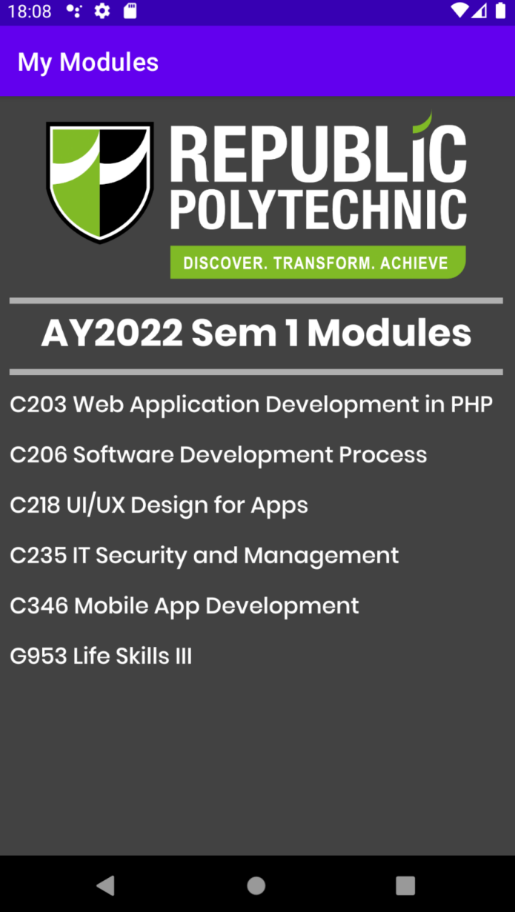 18:08
My Modules
REPUBLIC
POLYTECHNIC
DISCOVER. TRANSFORM. ACHIEVE
AY2022 Sem 1 Modules
C203 Web Application Development in PHP
C206 Software Development Process
C218 UI/UX Design for Apps
C235 IT Security and Management
C346 Mobile App Development
G953 Life Skills III